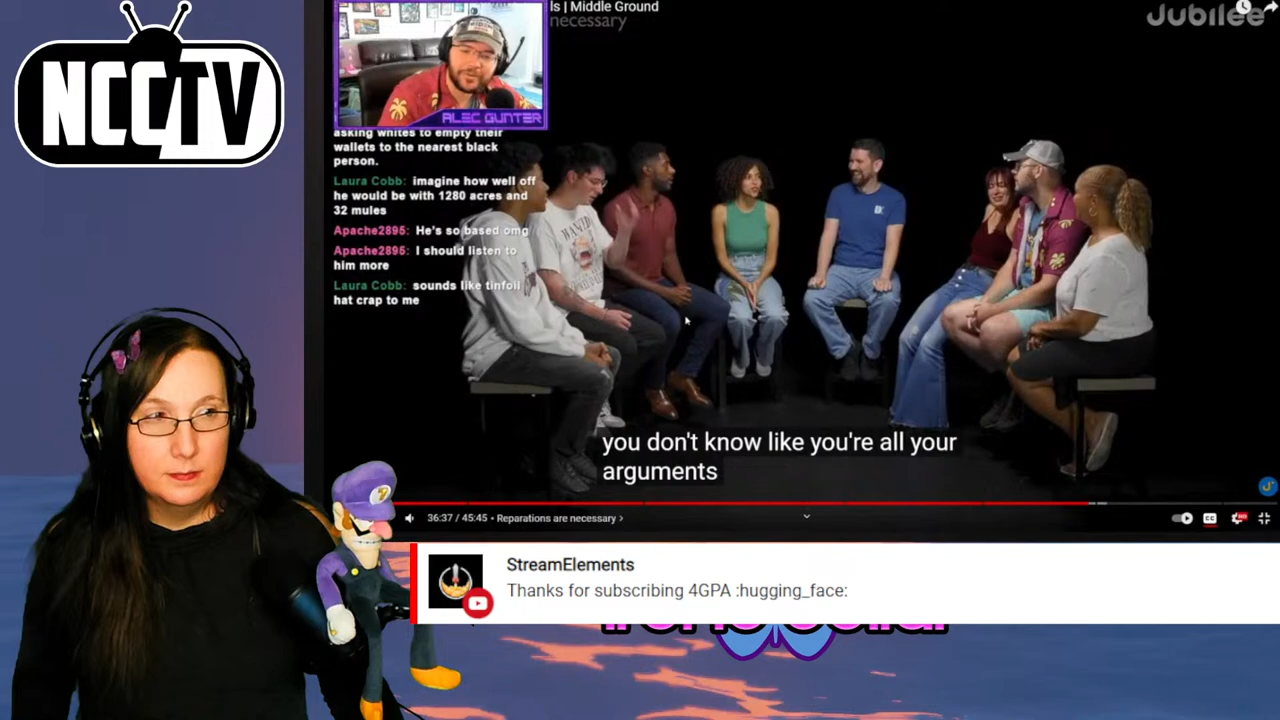 NCCTV
ls | Middle Ground
necessary
Jubilee
ALEC GUNTER
asking whites to empty their
wallets to the nearest black
person.
Laura Cobb: imagine how well off
he would be with 1280 acres and
32 mules
Apache2895: He's so based omg
Apache2895: I should listen to
him more
Laura Cobb: sounds like tinfoil
hat crap to me
you don't know like you're all your
arguments
36:37 / 45:45 • Reparations are necessary ›
CC
HD
StreamElements
Thanks for subscribing 4GPA :hugging_face: